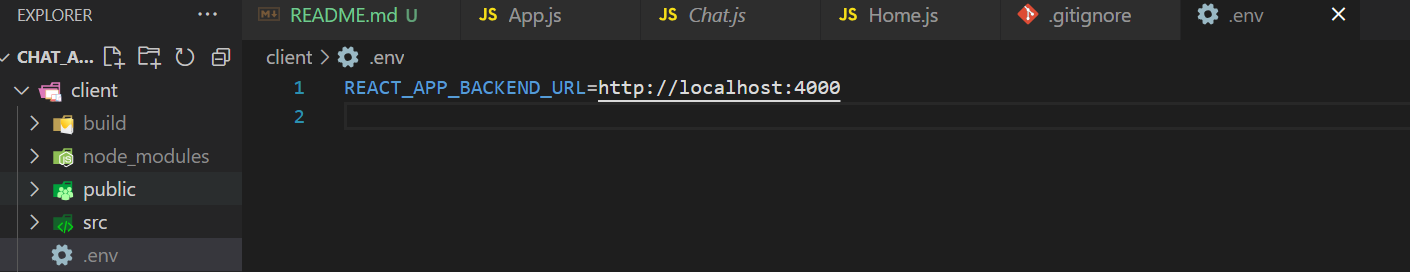 EXPLORER ...
README.md U
JS App.js
JS Chat.js
JS Home.js
.gitignore
.env
CHAT_A...
client > .env
client
1 REACT_APP_BACKEND_URL=http://localhost:4000
2
build
node_modules
public
src
.env